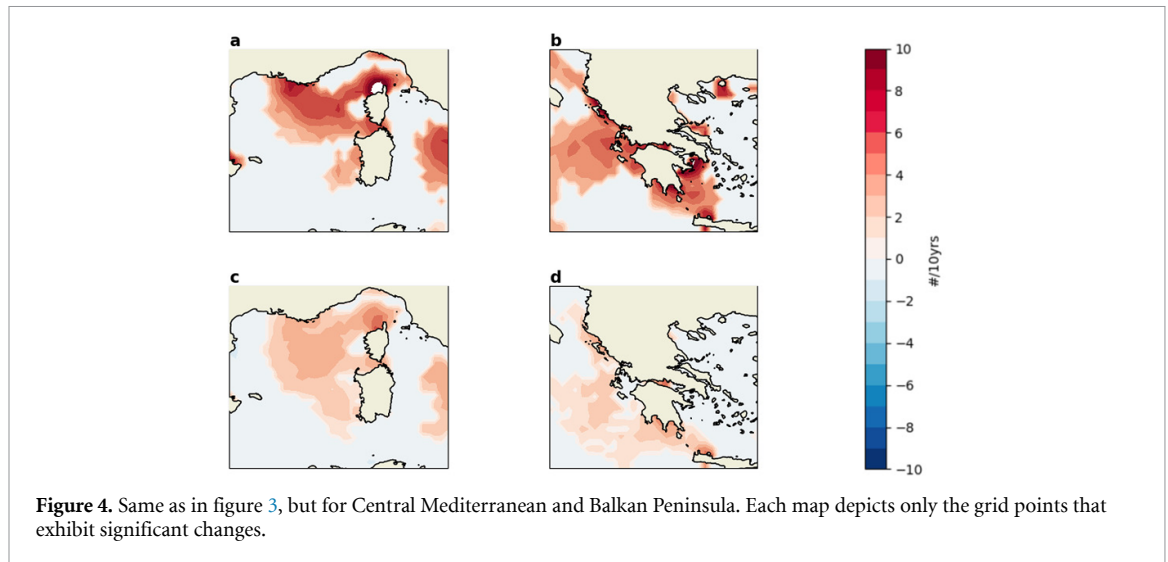 a
b
c
d
10
8
6
4
2
0
−2
−4
−6
−8
−10
#/10yrs
Figure 4. Same as in figure 3, but for Central Mediterranean and Balkan Peninsula. Each map depicts only the grid points that
exhibit significant changes.